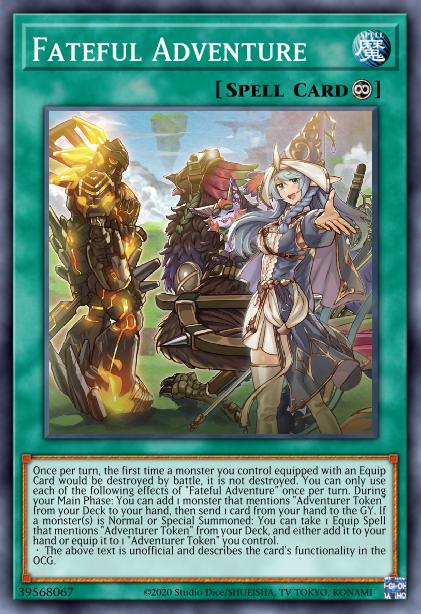 FATEFUL ADVENTURE
SPELL
魔
[SPELL CARD]
Once per turn, the first time a monster you control equipped with an Equip
Card would be destroyed by battle, it is not destroyed. You can only use
each of the following effects of "Fateful Adventure" once per turn. During
your Main Phase: You can add 1 monster that mentions "Adventurer Token"
from your Deck to your hand, then send 1 card from your hand to the GY. If
a monster(s) is Normal or Special Summoned: You can take 1 Equip Spell
that mentions "Adventurer Token" from your Deck, and either add it to your
hand or equip it to 1 "Adventurer Token" you control.
· The above text is unofficial and describes the card's functionality in the
OCG.
39568067 ©2020 Studio Dice/SHUEISHA, TV TOKYO, KONAMI